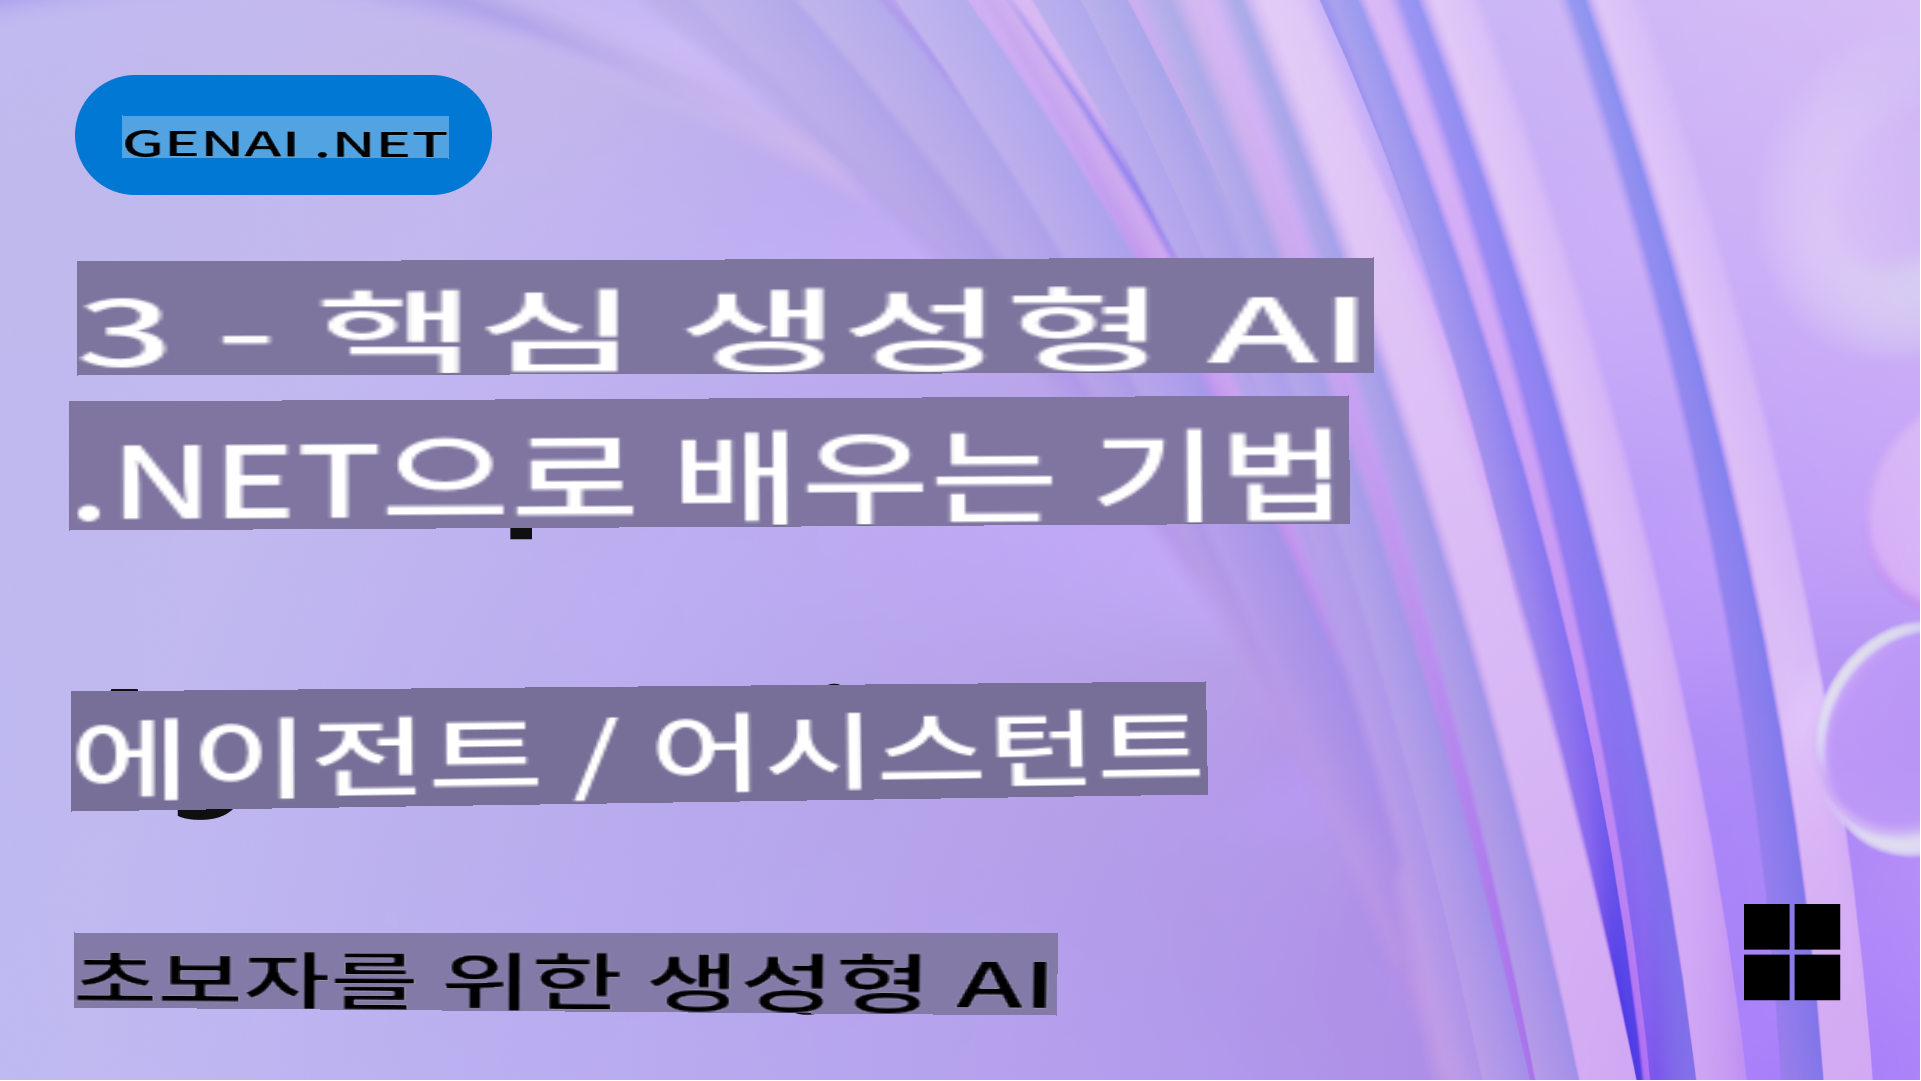 GENAI .NET
3 - 핵심 생성형 AI
.NET으로 배우는 기법
에이전트 / 어시스턴트
초보자를 위한 생성형 AI